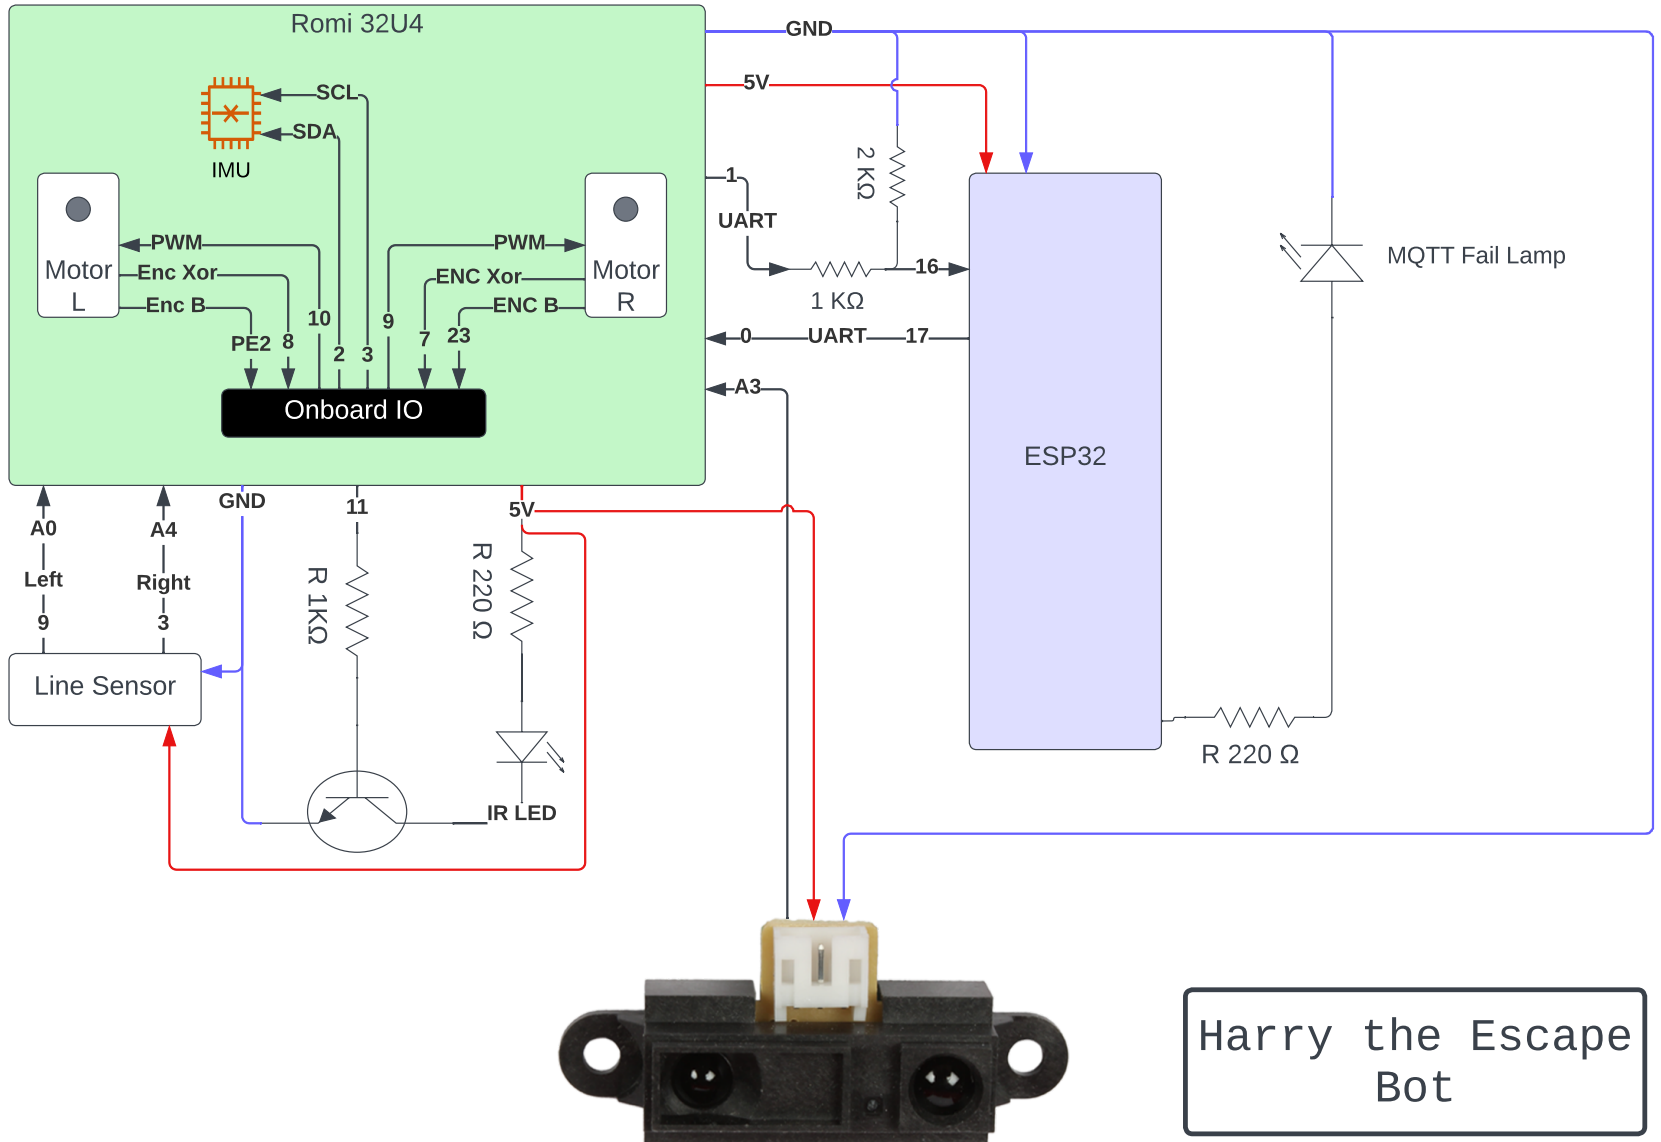 Romi 32U4
GND
5V
SCL
SDA
IMU
2 KΩ
1
UART
Motor
L
PWM
Enc Xor
Enc B
PWM
ENC Xor
ENC B
Motor
R
16
1 KΩ
MQTT Fail Lamp
10
9
PE2
8
2
3
7
23
0
UART
17
A3
Onboard IO
ESP32
GND
11
5V
A0
A4
Left
Right
9
3
R 1KΩ
R 220 Ω
Line Sensor
R 220 Ω
IR LED
Harry the Escape
Bot